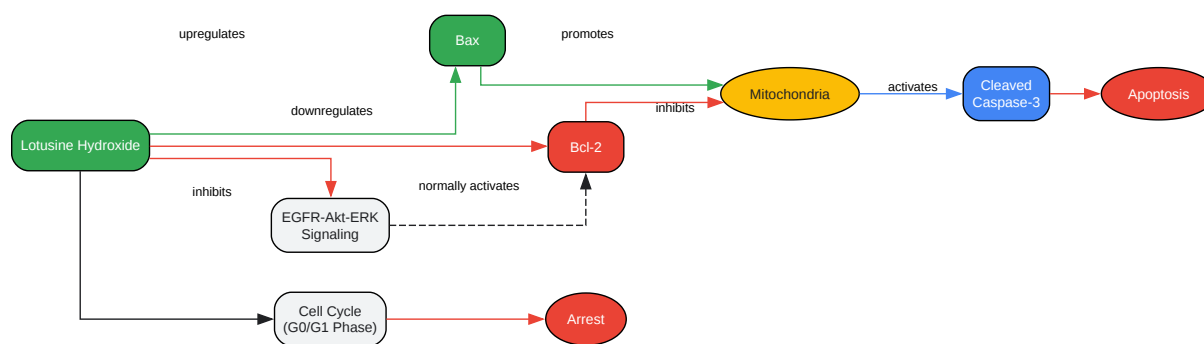 upregulates
Bax
promotes
Mitochondria
activates
Cleaved
Caspase-3
Apoptosis
downregulates
inhibits
Lotusine Hydroxide
Bcl-2
inhibits
normally activates
EGFR-Akt-ERK
Signaling
Cell Cycle
(G0/G1 Phase)
Arrest